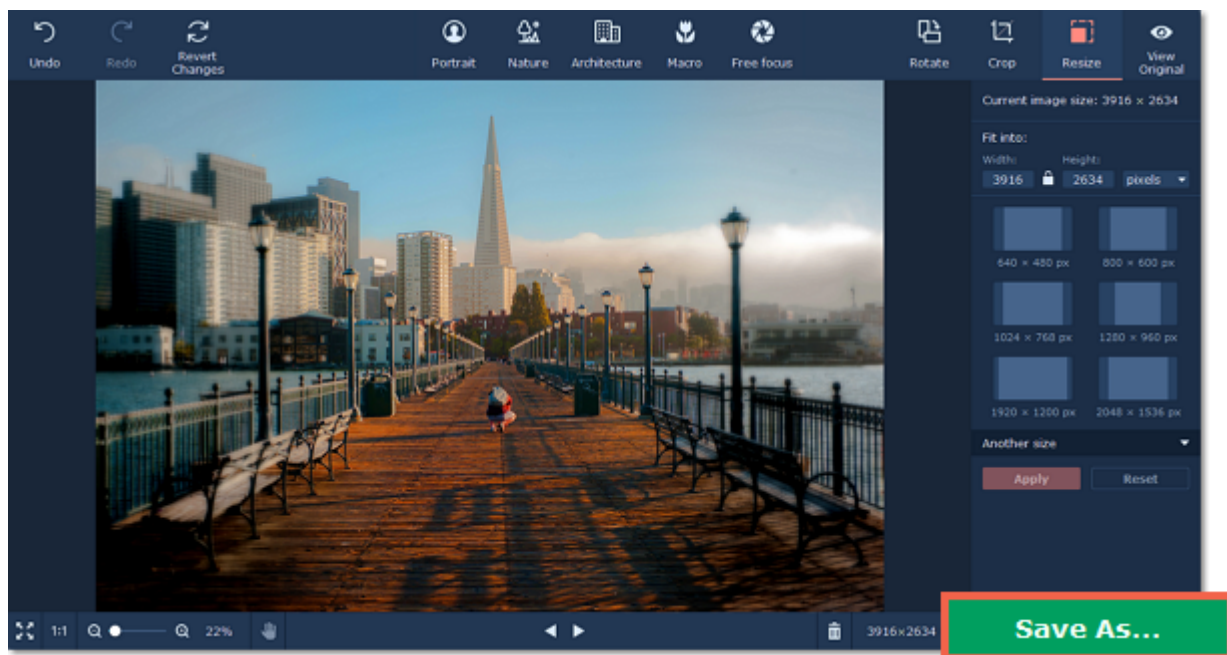 Undo
Redo
Revert
Changes
Portrait
Nature
Architecture
Macro
Free focus
Rotate
Crop
Resize
View
Original
Current image size: 3916 × 2634
Fit into:
Width: Height:
3916 2634 pixels
640 × 480 px 800 × 600 px
1024 × 768 px 1280 × 960 px
1920 × 1200 px 2048 × 1536 px
Another size
Apply Reset
1:1 22% 3916×2634
Save As...